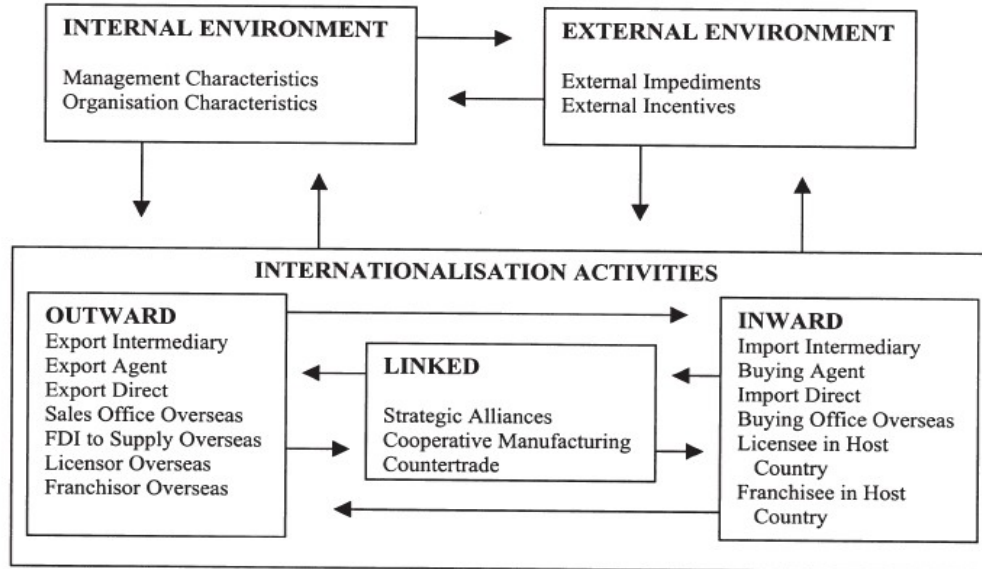 INTERNAL ENVIRONMENT
Management Characteristics
Organisation Characteristics
EXTERNAL ENVIRONMENT
External Impediments
External Incentives
INTERNATIONALISATION ACTIVITIES
OUTWARD
Export Intermediary
Export Agent
Export Direct
Sales Office Overseas
FDI to Supply Overseas
Licensor Overseas
Franchisor Overseas
LINKED
Strategic Alliances
Cooperative Manufacturing
Countertrade
INWARD
Import Intermediary
Buying Agent
Import Direct
Buying Office Overseas
Licensee in Host
Country
Franchisee in Host
Country